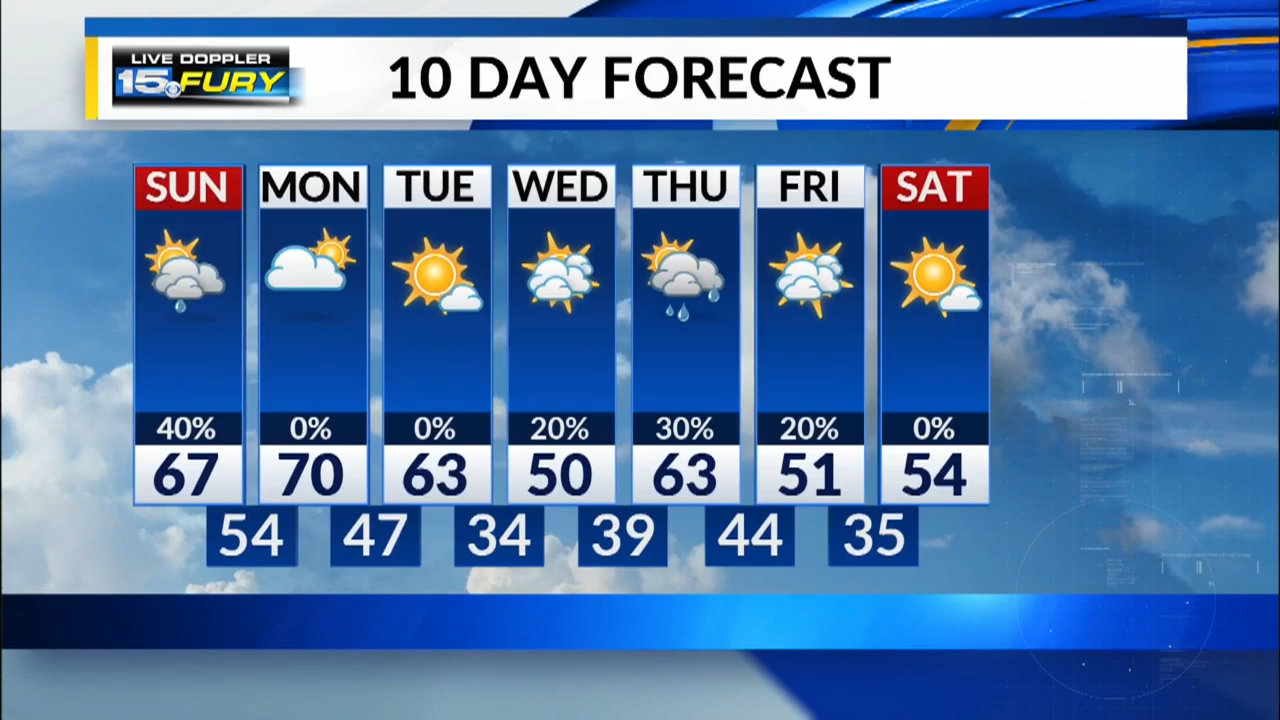 LIVE DOPPLER
15 FURY
10 DAY FORECAST
SUN MON TUE WED THU FRI SAT
40% 0% 0% 20% 30% 20% 0%
67 70 63 50 63 51 54
54 47 34 39 44 35